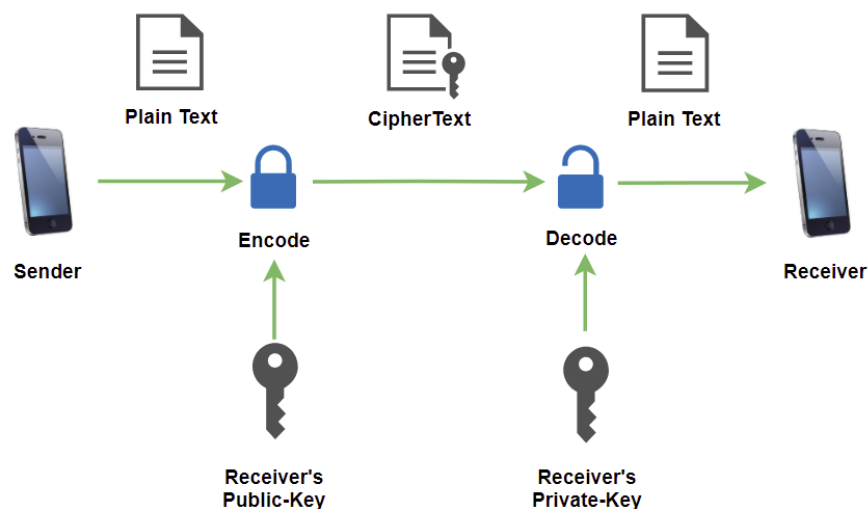 Plain Text
CipherText
Plain Text
Encode
Decode
Sender
Receiver
Receiver's
Public-Key
Receiver's
Private-Key